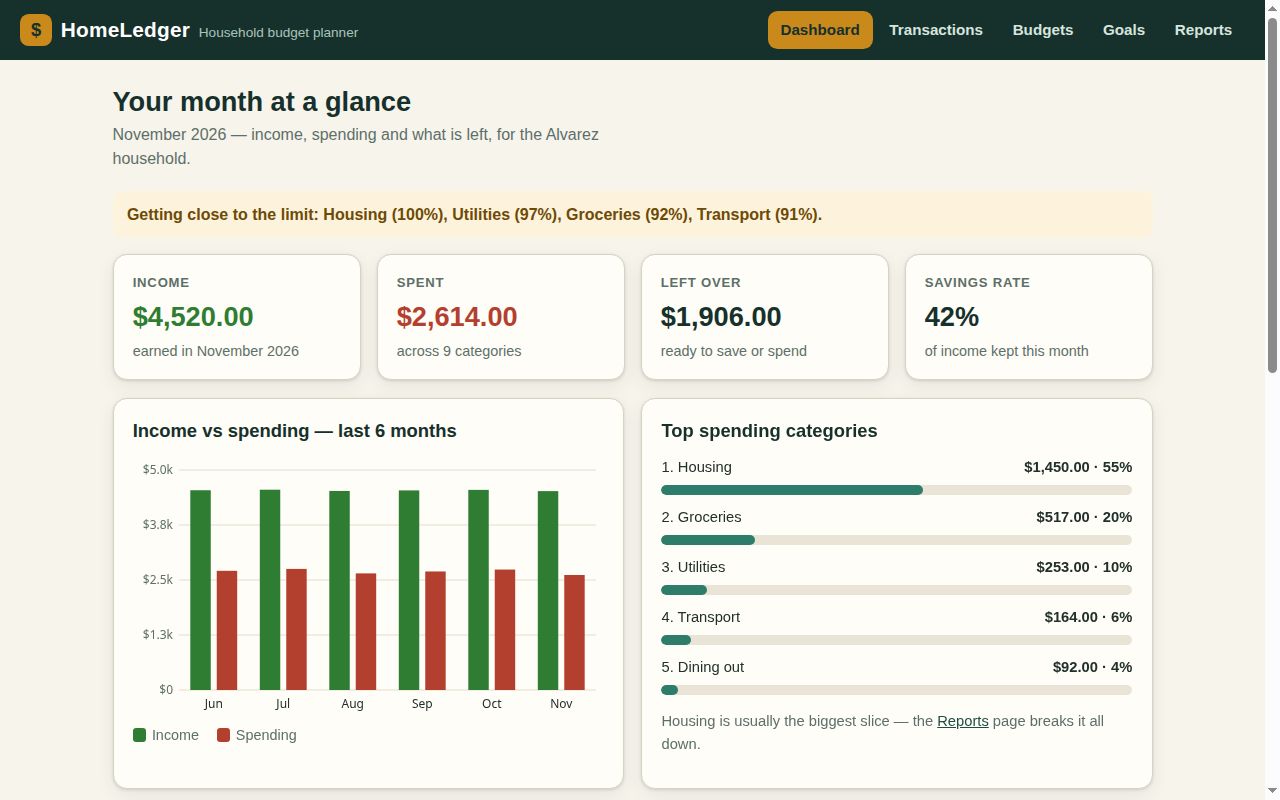 $ HomeLedger Household budget planner Dashboard Transactions Budgets Goals Reports
Your month at a glance
November 2026 — income, spending and what is left, for the Alvarez
household.
Getting close to the limit: Housing (100%), Utilities (97%), Groceries (92%), Transport (91%).
INCOME
$4,520.00
earned in November 2026
SPENT
$2,614.00
across 9 categories
LEFT OVER
$1,906.00
ready to save or spend
SAVINGS RATE
42%
of income kept this month
Income vs spending — last 6 months
$5.0k
$3.8k
$2.5k
$1.3k
$0
Jun Jul Aug Sep Oct Nov
Income Spending
Top spending categories
1. Housing $1,450.00 · 55%
2. Groceries $517.00 · 20%
3. Utilities $253.00 · 10%
4. Transport $164.00 · 6%
5. Dining out $92.00 · 4%
Housing is usually the biggest slice — the Reports page breaks it all
down.